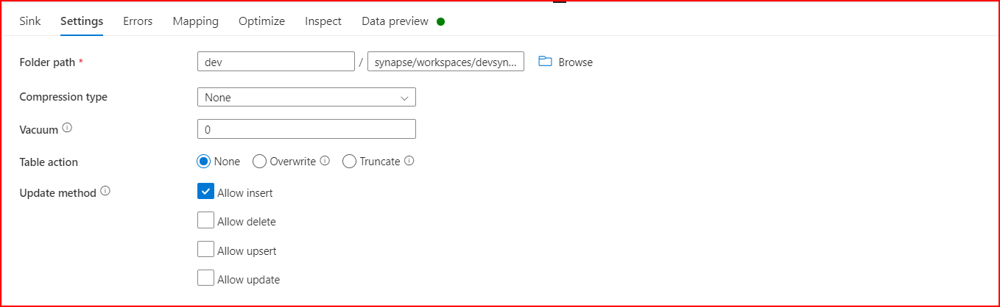 Sink Settings Errors Mapping Optimize Inspect Data preview
Folder path * dev / synapse/workspaces/devsyn... Browse
Compression type None
Vacuum 0
Table action None Overwrite Truncate
Update method Allow insert
Allow delete
Allow upsert
Allow update